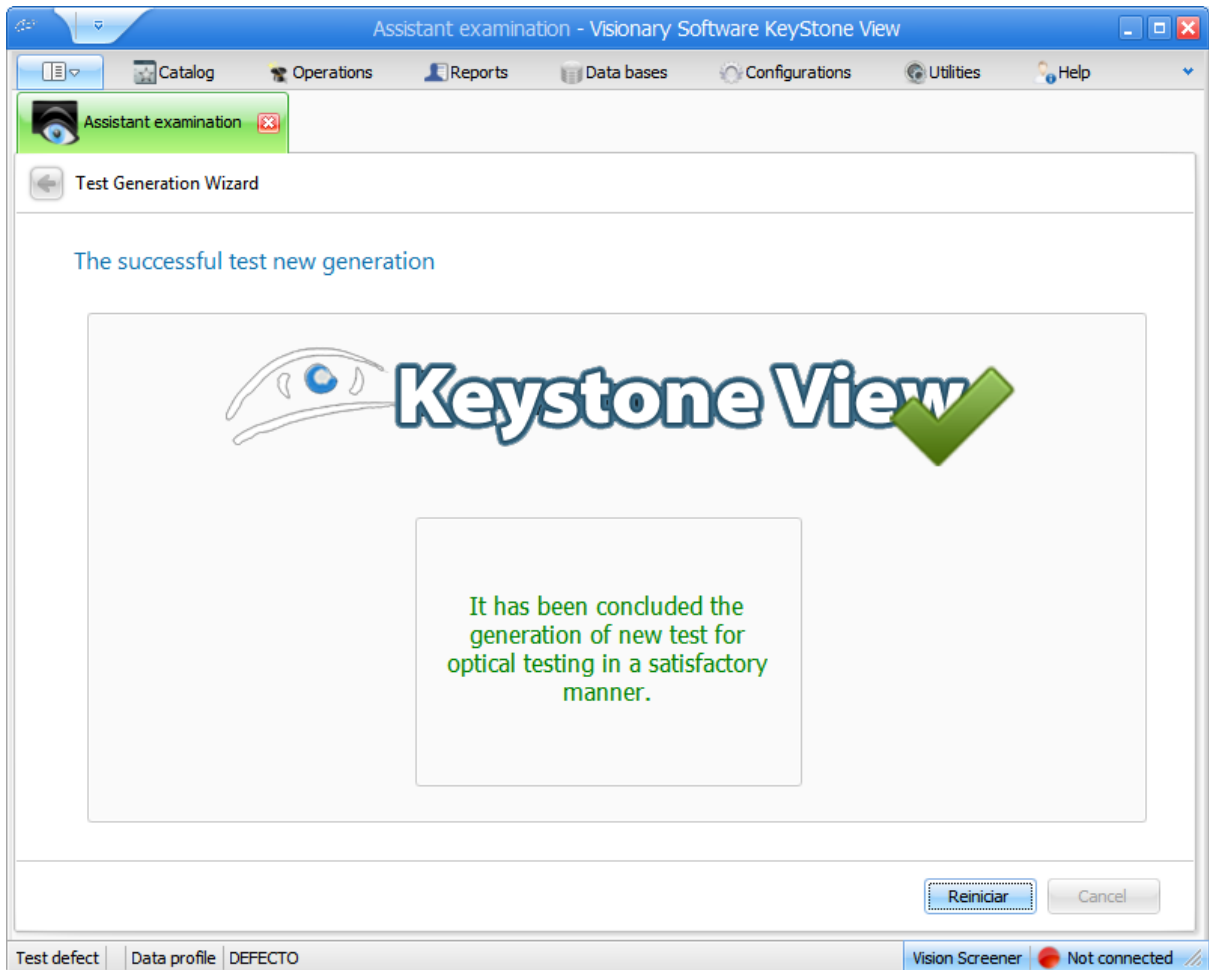 Assistant examination - Visionary Software KeyStone View
Catalog Operations Reports Data bases Configurations Utilities Help
Assistant examination
Test Generation Wizard
The successful test new generation
Keystone View
It has been concluded the
generation of new test for
optical testing in a satisfactory
manner.
Reiniciar Cancel
Test defect Data profile DEFECTO Vision Screener Not connected